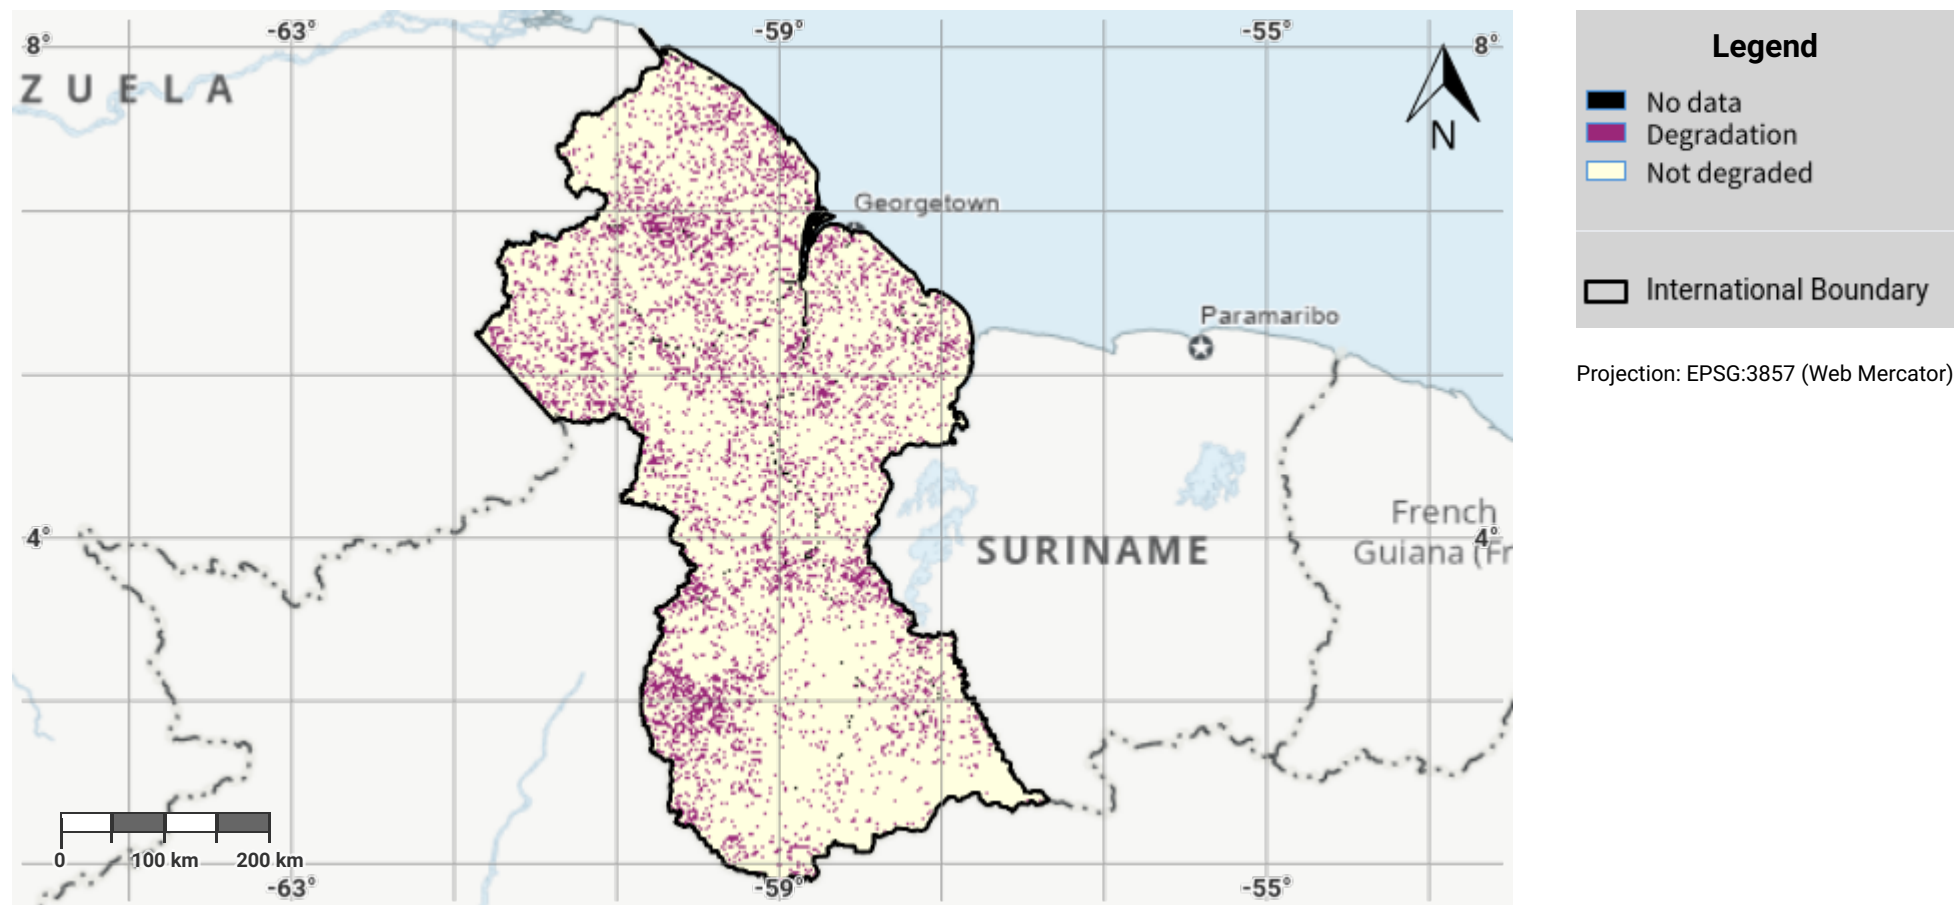 -63°
-59°
-55°
8°
8°
ZUELA
Georgetown
N
Paramaribo
French
Guiana (Fr
4°
4°
SURINAME
0
100 km
200 km
-63°
-59°
-55°
Legend
No data
Degradation
Not degraded
International Boundary
Projection: EPSG:3857 (Web Mercator)